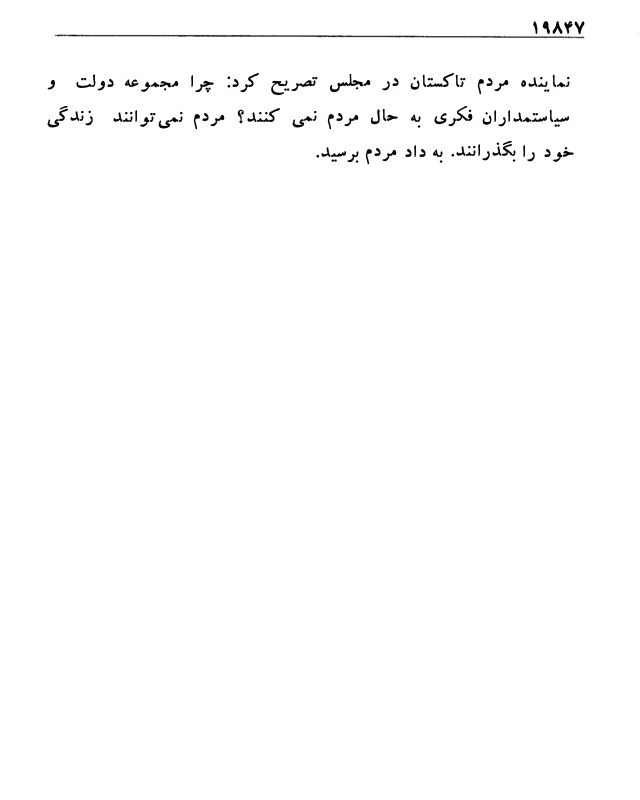 ۱۹۸۴۷
نماینده مردم تاکستان در مجلس تصریح کرد: چرا مجموعه دولت و
سیاستمداران فکری به حال مردم نمی کنند؟ مردم نمی‌توانند زندگی
خود را بگذرانند. به داد مردم برسید.